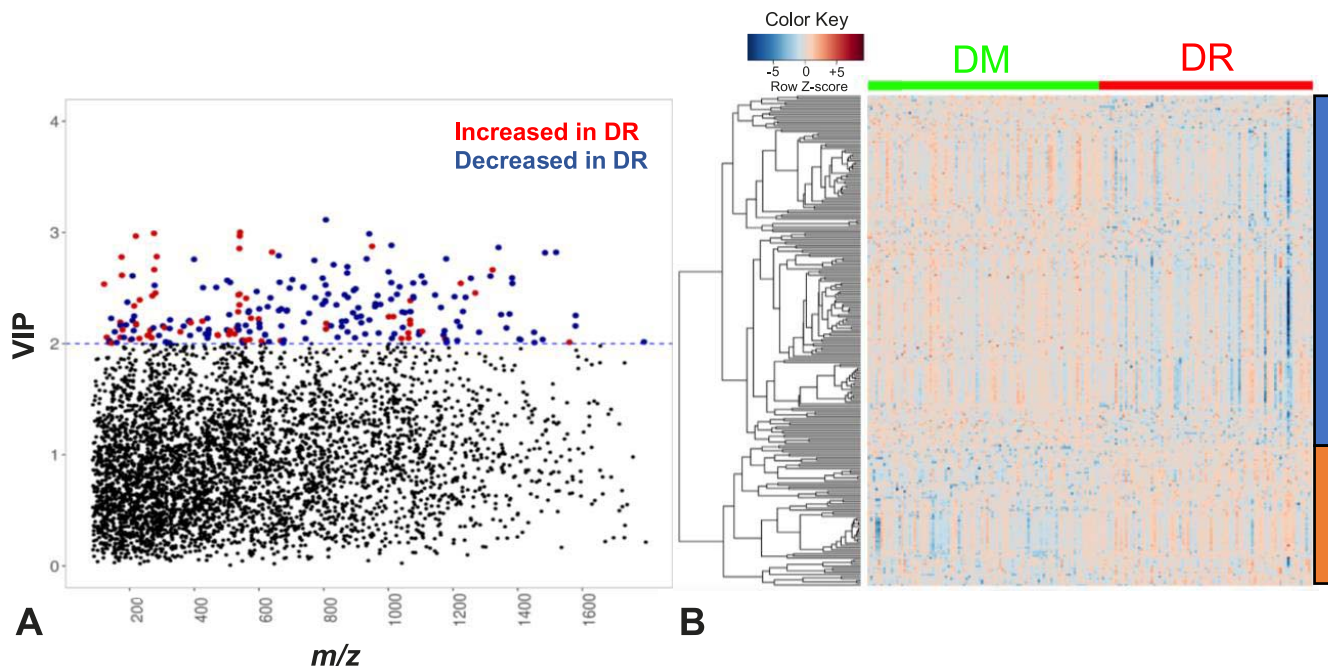 Color Key
-5 0 +5
Row Z-score
DM DR
Increased in DR
Decreased in DR
4
3
2
1
0
VIP
200 400 600 800 1000 1200 1400 1600
m/z
A
B